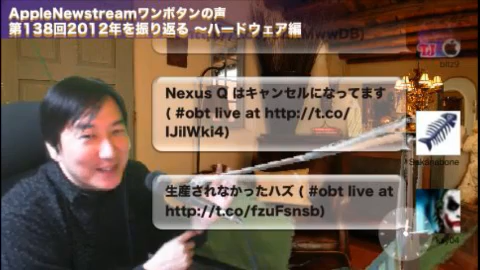 AppleNewstreamワンボタンの声
第138回2012年を振り返る ～ハードウェア編
Nexus Q はキャンセルになってます
( #obt live at http://t.co/
IJilWki4)
生産されなかったハズ ( #obt live at
http://t.co/fzuFsnsb)